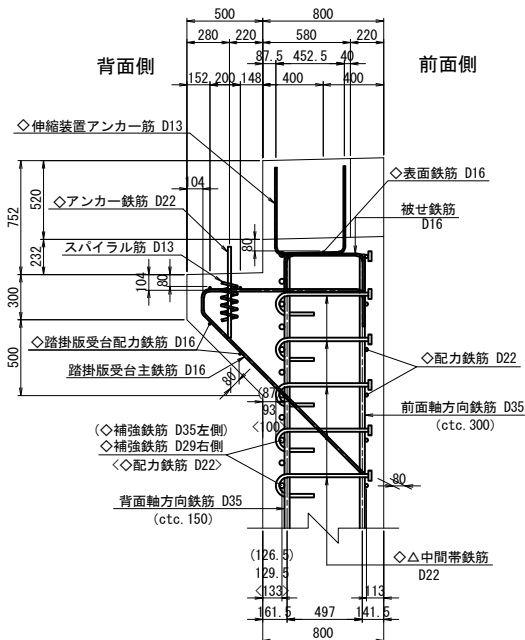 500
800
280
220
580
220
87.5
452.5
40
背面側
前面側
152
200
148
400
400
◇伸縮装置アンカー筋 D13
104
◇表面鉄筋 D16
752
520
◇アンカー鉄筋 D22
被せ鉄筋
D16
80
スパイラル筋 D13
232
104
80
300
◇踏掛版受台配力鉄筋 D16
◇配力鉄筋 D22
踏掛版受台主鉄筋 D16
500
80
(87)
93
<100>
前面軸方向鉄筋 D35
(ctc.300)
(◇補強鉄筋 D35左側)
◇補強鉄筋 D29右側
<◇配力鉄筋 D22>
80
背面軸方向鉄筋 D35
(ctc.150)
(126.5)
129.5
<133>
◇△中間帯鉄筋
D22
113
161.5
497
141.5
800